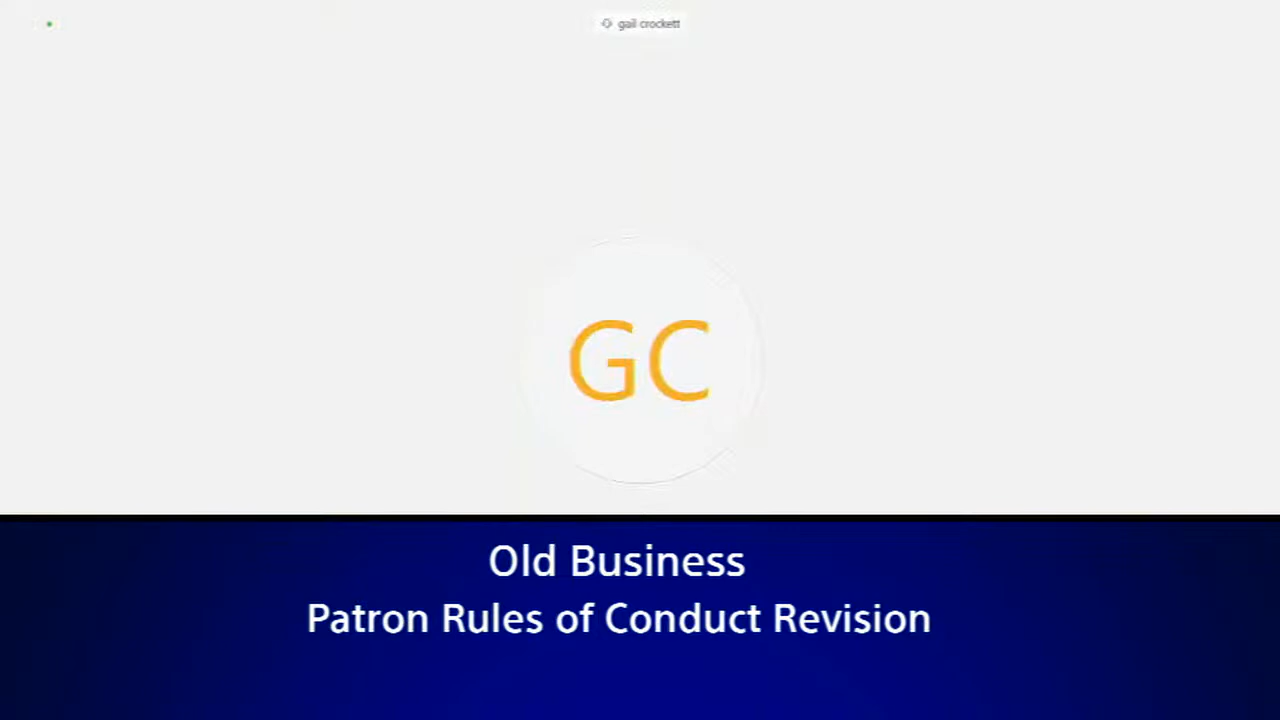 gail crockett
GC
Old Business
Patron Rules of Conduct Revision